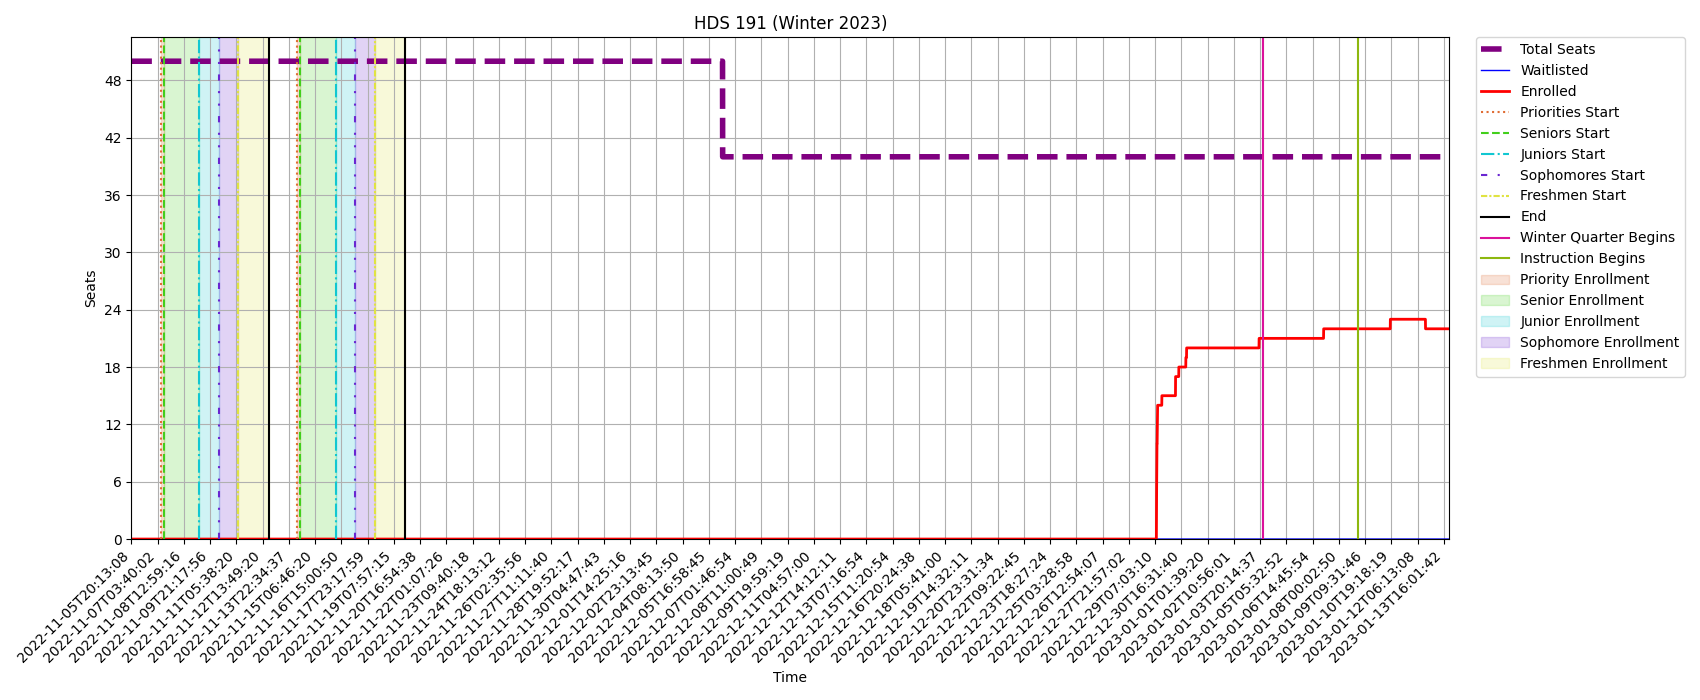 HDS 191 (Winter 2023)
Seats
48
42
36
30
24
18
12
6
0
2022-11-05T20:13:08
2022-11-07T03:40:02
2022-11-08T12:59:16
2022-11-09T21:17:56
2022-11-11T05:38:20
2022-11-12T13:49:20
2022-11-13T22:34:37
2022-11-15T06:46:20
2022-11-16T15:00:50
2022-11-17T23:17:59
2022-11-19T07:57:15
2022-11-20T16:54:38
2022-11-22T01:07:26
2022-11-23T09:40:18
2022-11-24T18:13:12
2022-11-26T02:35:56
2022-11-27T11:11:40
2022-11-28T19:52:17
2022-11-30T04:47:43
2022-12-01T14:25:16
2022-12-02T23:13:45
2022-12-04T08:13:50
2022-12-05T16:58:45
2022-12-07T01:46:54
2022-12-08T11:00:49
2022-12-09T19:59:19
2022-12-11T04:57:00
2022-12-12T14:12:11
2022-12-13T07:16:54
2022-12-15T11:20:54
2022-12-16T20:24:38
2022-12-18T05:41:00
2022-12-19T14:32:11
2022-12-20T23:31:34
2022-12-22T09:22:45
2022-12-23T18:27:24
2022-12-25T03:28:58
2022-12-26T12:54:07
2022-12-27T21:57:02
2022-12-29T07:03:10
2022-12-30T16:31:40
2023-01-01T01:39:20
2023-01-02T10:56:01
2023-01-03T20:14:37
2023-01-05T05:32:52
2023-01-06T14:45:54
2023-01-08T00:02:50
2023-01-09T09:31:46
2023-01-10T19:18:19
2023-01-12T06:13:08
2023-01-13T16:01:42
Time
Total Seats
Waitlisted
Enrolled
Priorities Start
Seniors Start
Juniors Start
Sophomores Start
Freshmen Start
End
Winter Quarter Begins
Instruction Begins
Priority Enrollment
Senior Enrollment
Junior Enrollment
Sophomore Enrollment
Freshmen Enrollment